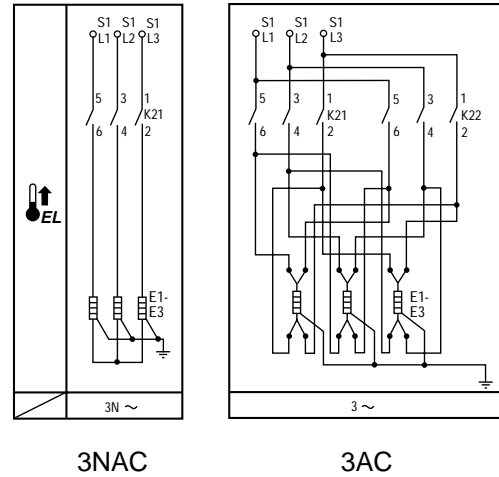 S1 S1 S1
L1 L2 L3
5 3 1
K21
6 4 2
EL
E1-
E3
3N ~
3NAC
S1 S1 S1
L1 L2 L3
5 3 1 5 3 1
K21 K22
6 4 2 6 4 2
E1-
E3
3 ~
3AC